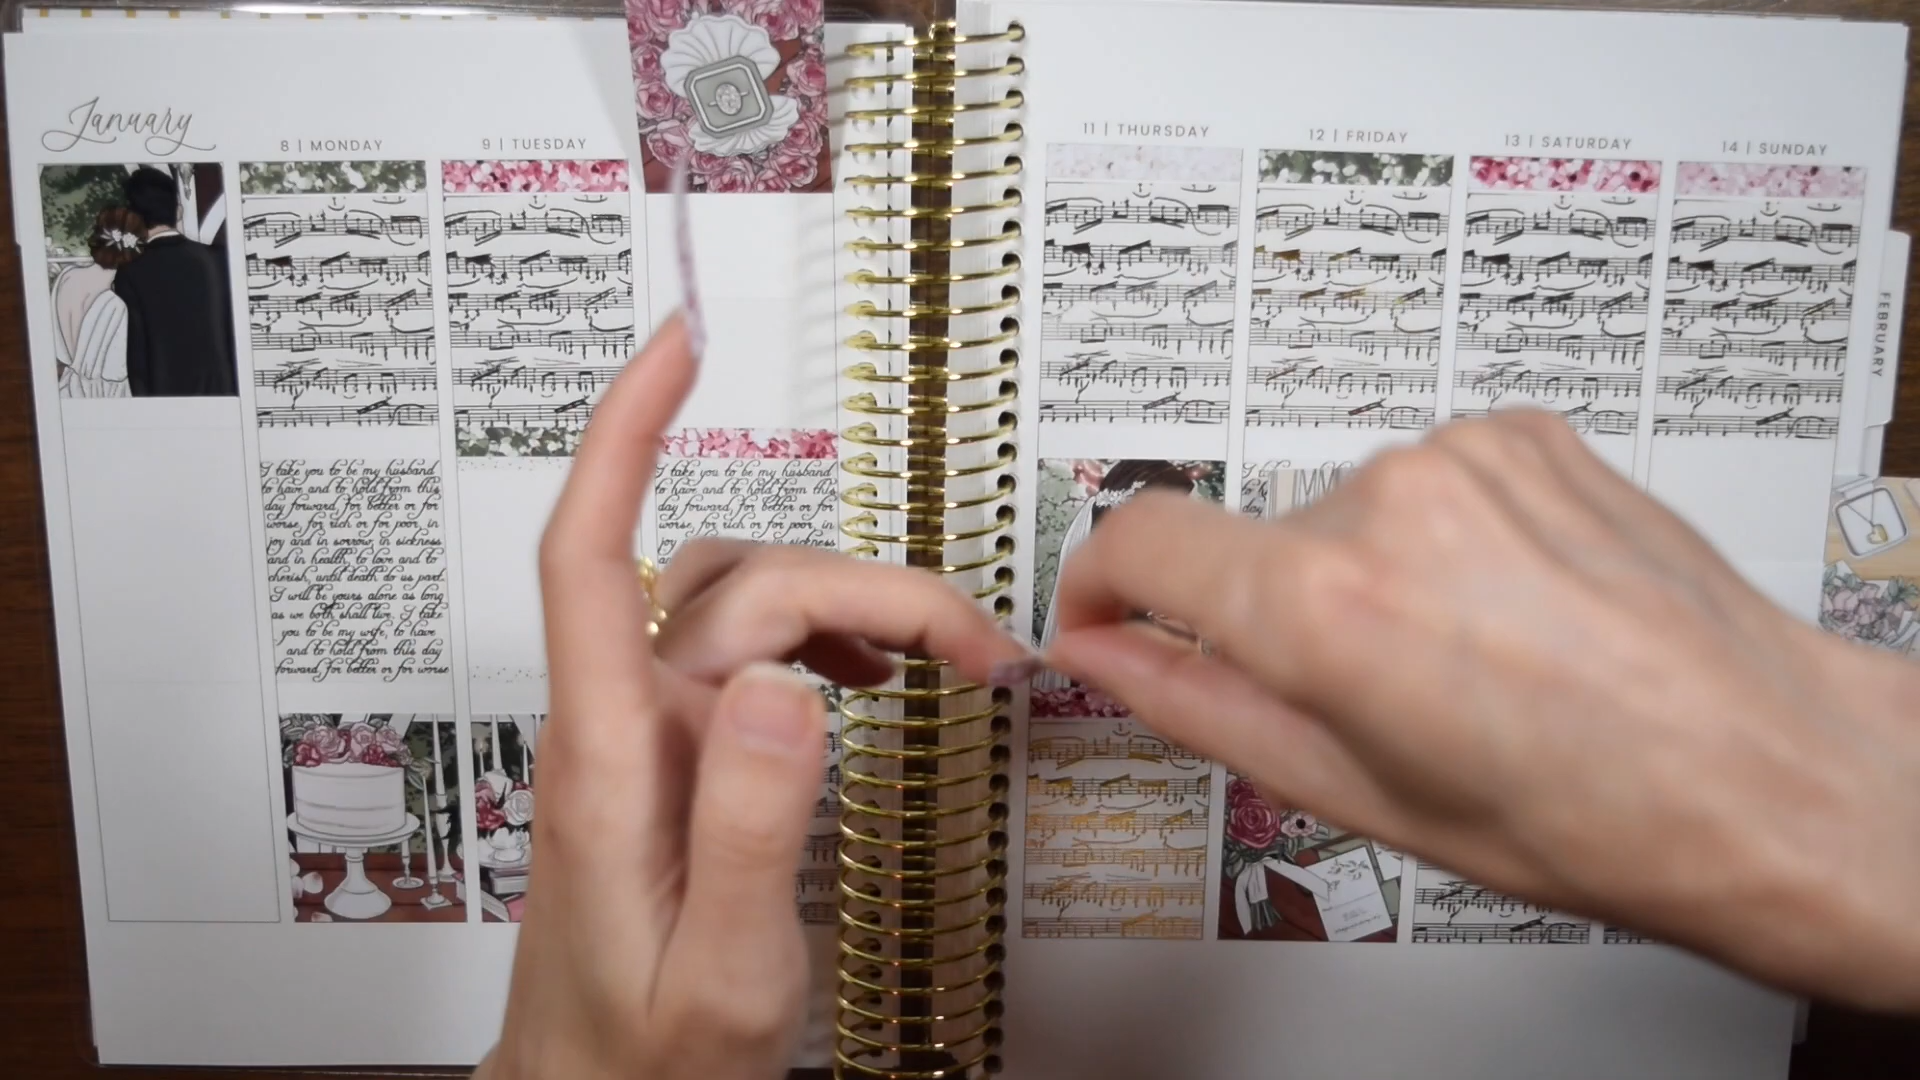 January
8 | MONDAY
9 | TUESDAY
11 | THURSDAY
12 | FRIDAY
13 | SATURDAY
14 | SUNDAY
FEBRUARY
I take you to be my husband
to have and to hold from this
day forward, for better or for
worse, for rich or for poor, in
joy and in sorrow, in sickness
and in health, to love and to
cherish, until death do us part.
I will be yours alone as long
as we both shall live. I take
you to be my wife, to have
and to hold from this day
forward, for better or for worse
I take you to be my husband
to have and to hold from this
day forward, for better or for
worse, for rich or for poor, in
joy and in sorrow, in sickness